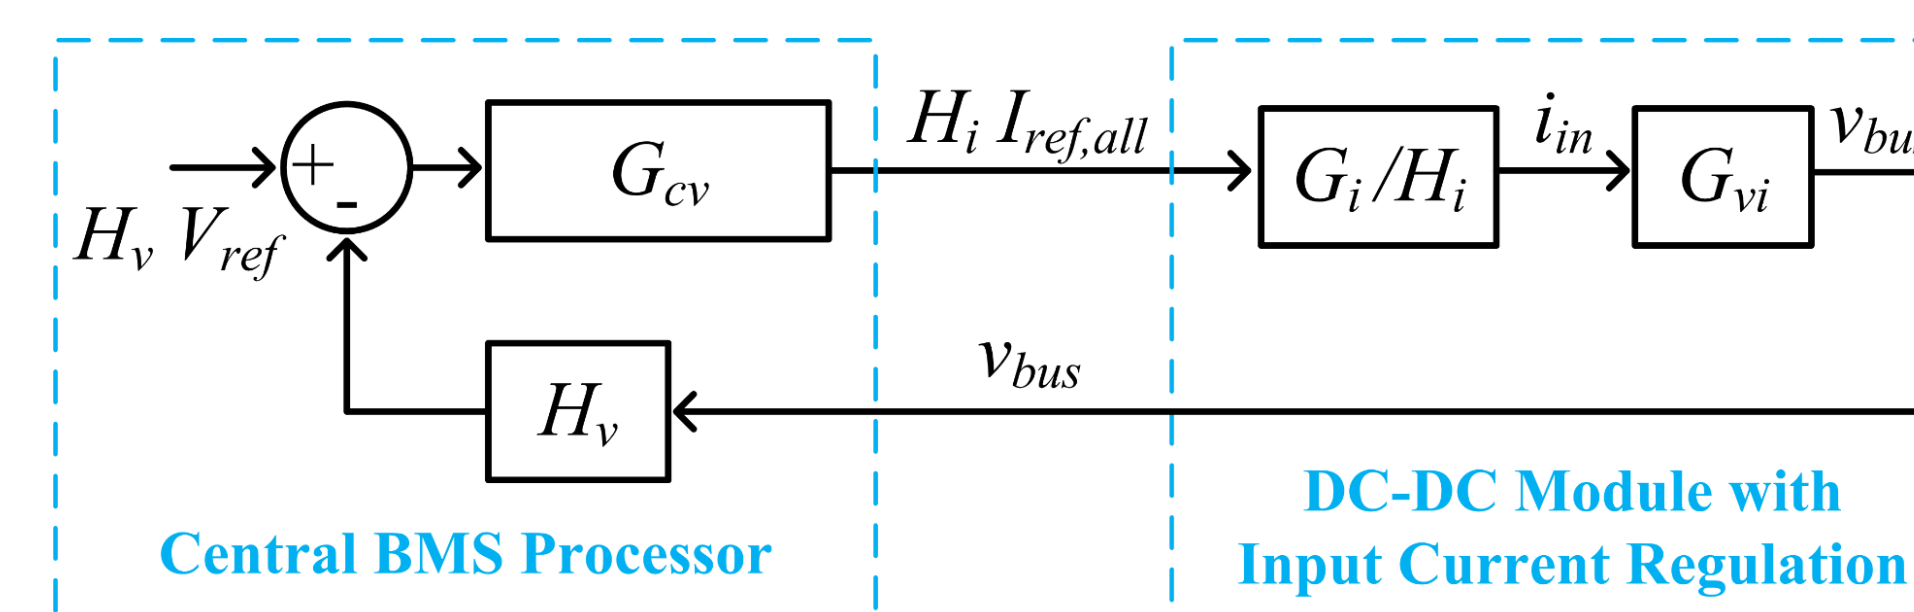 H_v V_ref
+
-
G_cv
H_i I_ref,all
G_i /H_i
i_in
G_vi
H_v
v_bus
Central BMS Processor
DC-DC Module with
Input Current Regulation